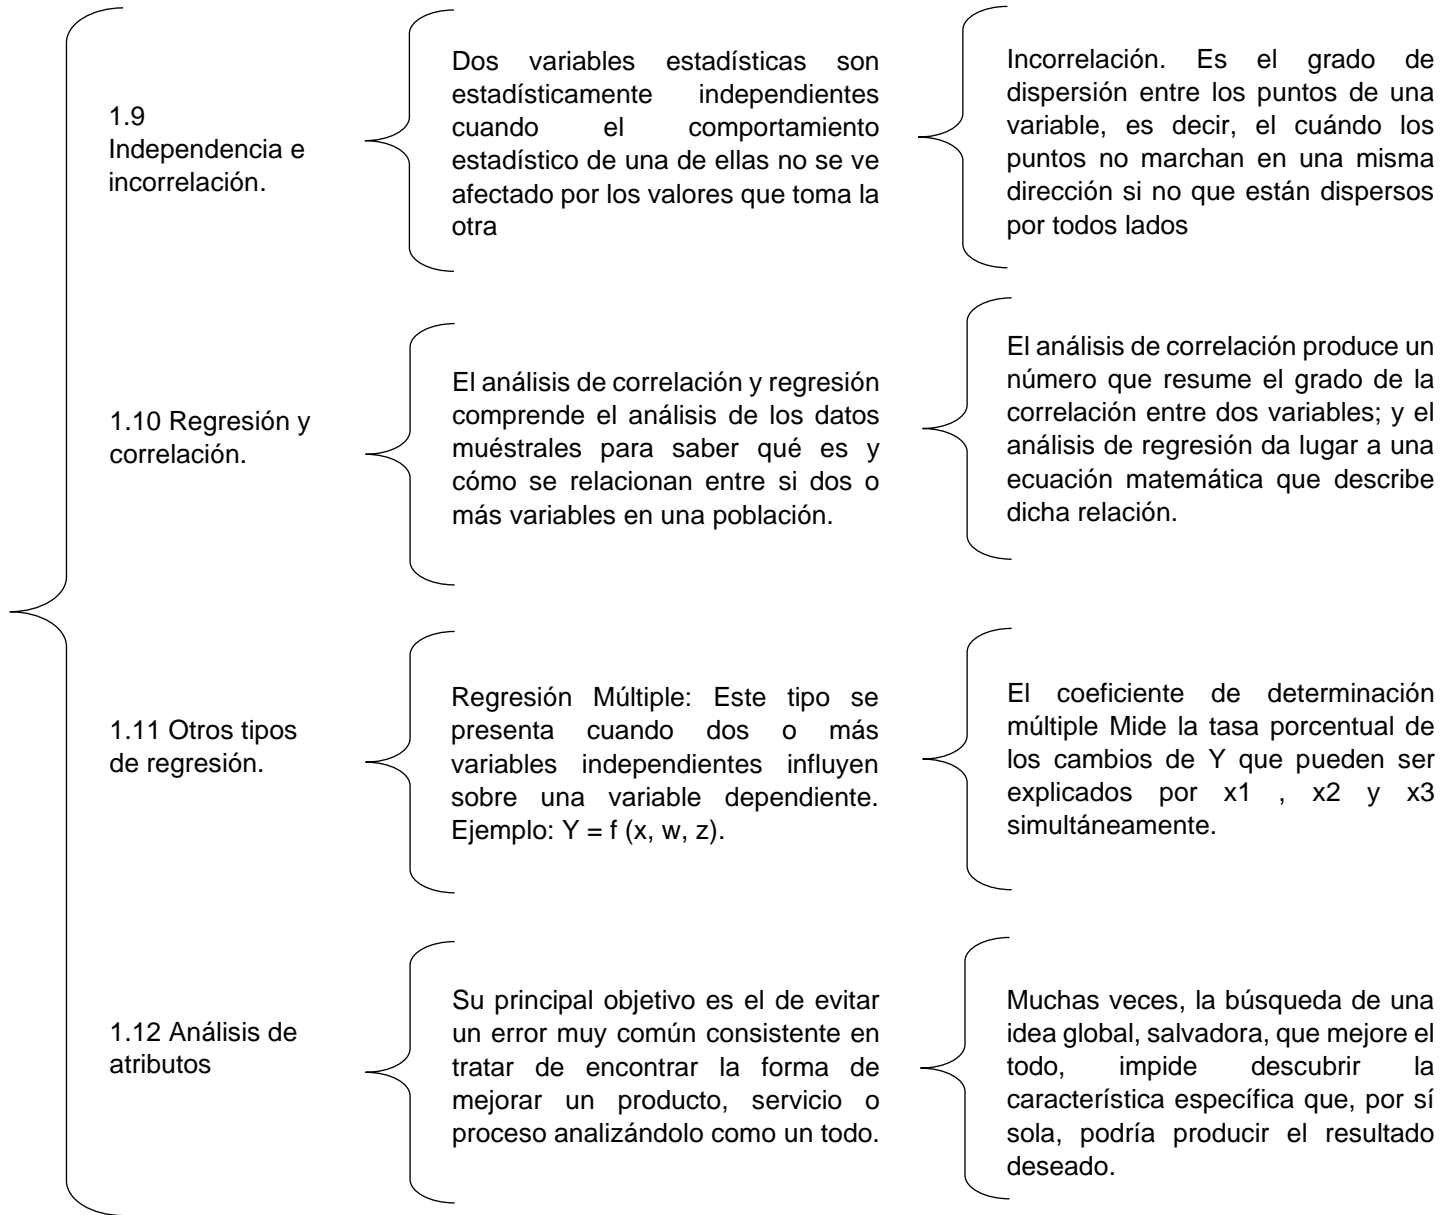 1.9
Independencia e
incorrelación.
Dos variables estadísticas son
estadísticamente independientes
cuando el comportamiento
estadístico de una de ellas no se ve
afectado por los valores que toma la
otra
Incorrelación. Es el grado de
dispersión entre los puntos de una
variable, es decir, el cuándo los
puntos no marchan en una misma
dirección si no que están dispersos
por todos lados
1.10 Regresión y
correlación.
El análisis de correlación y regresión
comprende el análisis de los datos
muéstrales para saber qué es y
cómo se relacionan entre si dos o
más variables en una población.
El análisis de correlación produce un
número que resume el grado de la
correlación entre dos variables; y el
análisis de regresión da lugar a una
ecuación matemática que describe
dicha relación.
1.11 Otros tipos
de regresión.
Regresión Múltiple: Este tipo se
presenta cuando dos o más
variables independientes influyen
sobre una variable dependiente.
Ejemplo: Y = f (x, w, z).
El coeficiente de determinación
múltiple Mide la tasa porcentual de
los cambios de Y que pueden ser
explicados por x1 , x2 y x3
simultáneamente.
1.12 Análisis de
atributos
Su principal objetivo es el de evitar
un error muy común consistente en
tratar de encontrar la forma de
mejorar un producto, servicio o
proceso analizándolo como un todo.
Muchas veces, la búsqueda de una
idea global, salvadora, que mejore el
todo, impide descubrir la
característica específica que, por sí
sola, podría producir el resultado
deseado.